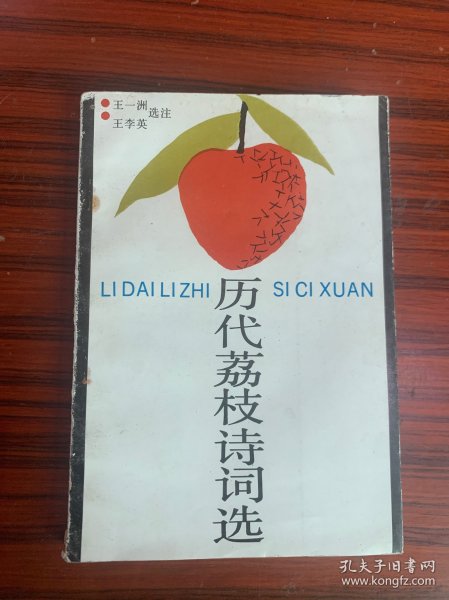 王一洲
王李英
选注
LI DAI LI ZHI
SI CI XUAN
历代荔枝诗词选
孔夫子旧书网
www.kongfz.com